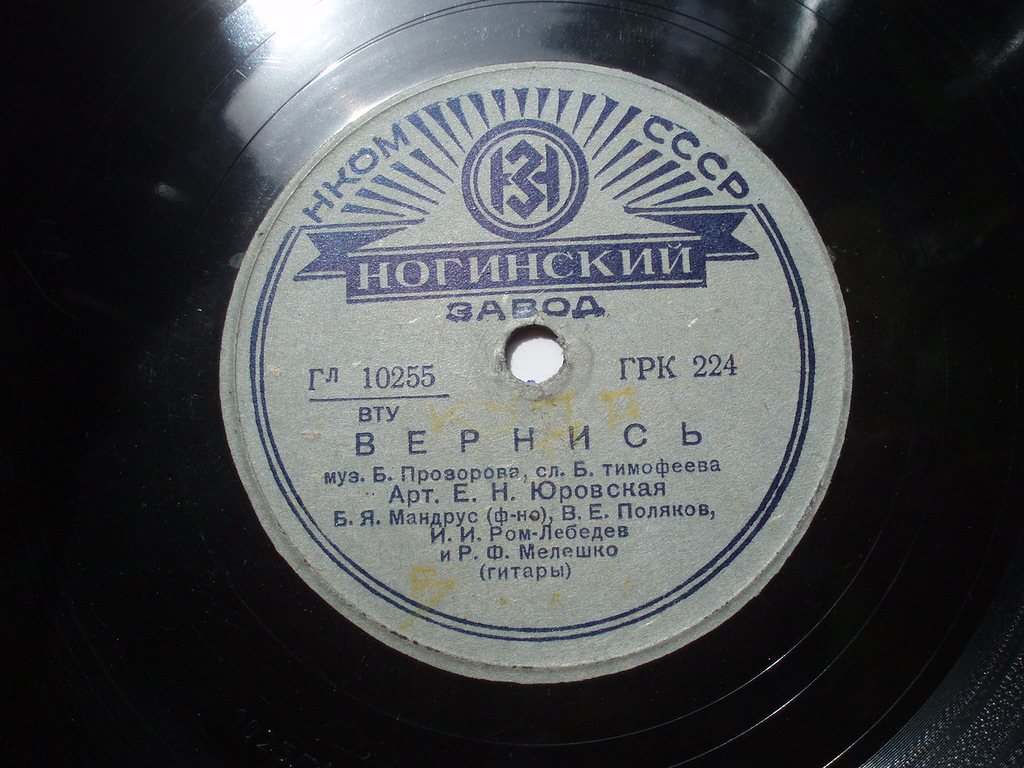 НКОМ СССР
НЗ
НОГИНСКИЙ
ЗАВОД
Гл 10255
ГРК 224
ВТУ
ВЕРНИСЬ
муз. Б. Прозорова, сл. Б. тимофеева
Арт. Е. Н. Юровская
Б. Я. Мандрус (ф-но), В. Е. Поляков,
И. И. Ром-Лебедев
и Р. Ф. Мелешко
(гитары)